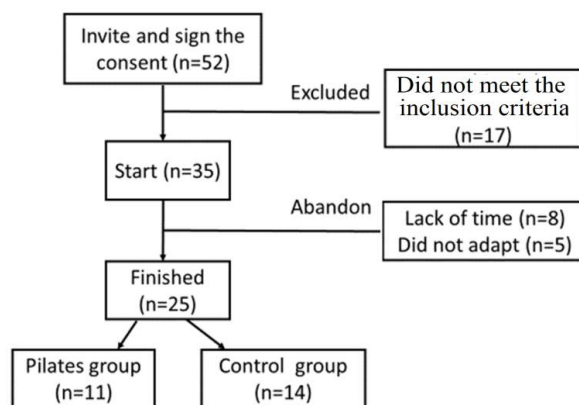 Invite and sign the
consent (n=52)
Excluded
Did not meet the
inclusion criteria
(n=17)
Start (n=35)
Abandon
Lack of time (n=8)
Did not adapt (n=5)
Finished
(n=25)
Pilates group
(n=11)
Control group
(n=14)